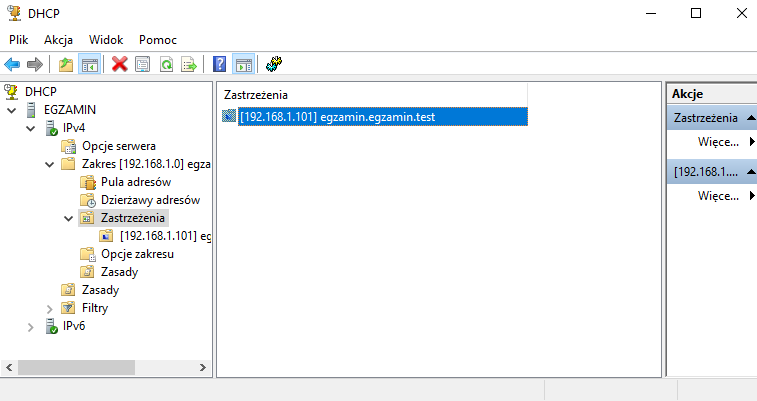 DHCP
Plik Akcja Widok Pomoc
DHCP
EGZAMIN
IPv4
Opcje serwera
Zakres [192.168.1.0] egza
Pula adresów
Dzierżawy adresów
Zastrzeżenia
[192.168.1.101] eg
Opcje zakresu
Zasady
Zasady
Filtry
IPv6
Zastrzeżenia
[192.168.1.101] egzamin.egzamin.test
Akcje
Zastrzeżenia
Więce...
[192.168.1....
Więce...